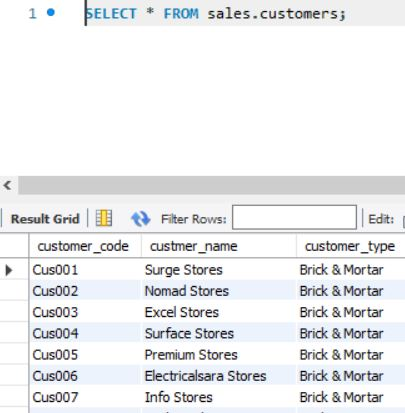 1 SELECT * FROM sales.customers;
Result Grid Filter Rows: Edit:
customer_code custmer_name customer_type
Cus001 Surge Stores Brick & Mortar
Cus002 Nomad Stores Brick & Mortar
Cus003 Excel Stores Brick & Mortar
Cus004 Surface Stores Brick & Mortar
Cus005 Premium Stores Brick & Mortar
Cus006 Electricalsara Stores Brick & Mortar
Cus007 Info Stores Brick & Mortar